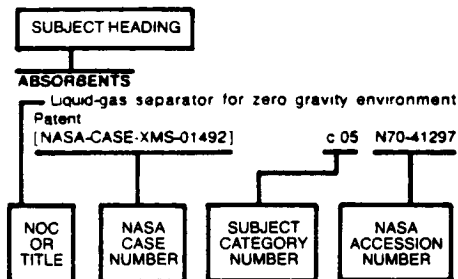 SUBJECT HEADING
ABSORBENTS
Liquid-gas separator for zero gravity environment
Patent
[NASA-CASE-XMS-01492] c 05 N70-41297
NOC
OR
TITLE
NASA
CASE
NUMBER
SUBJECT
CATEGORY
NUMBER
NASA
ACCESSION
NUMBER